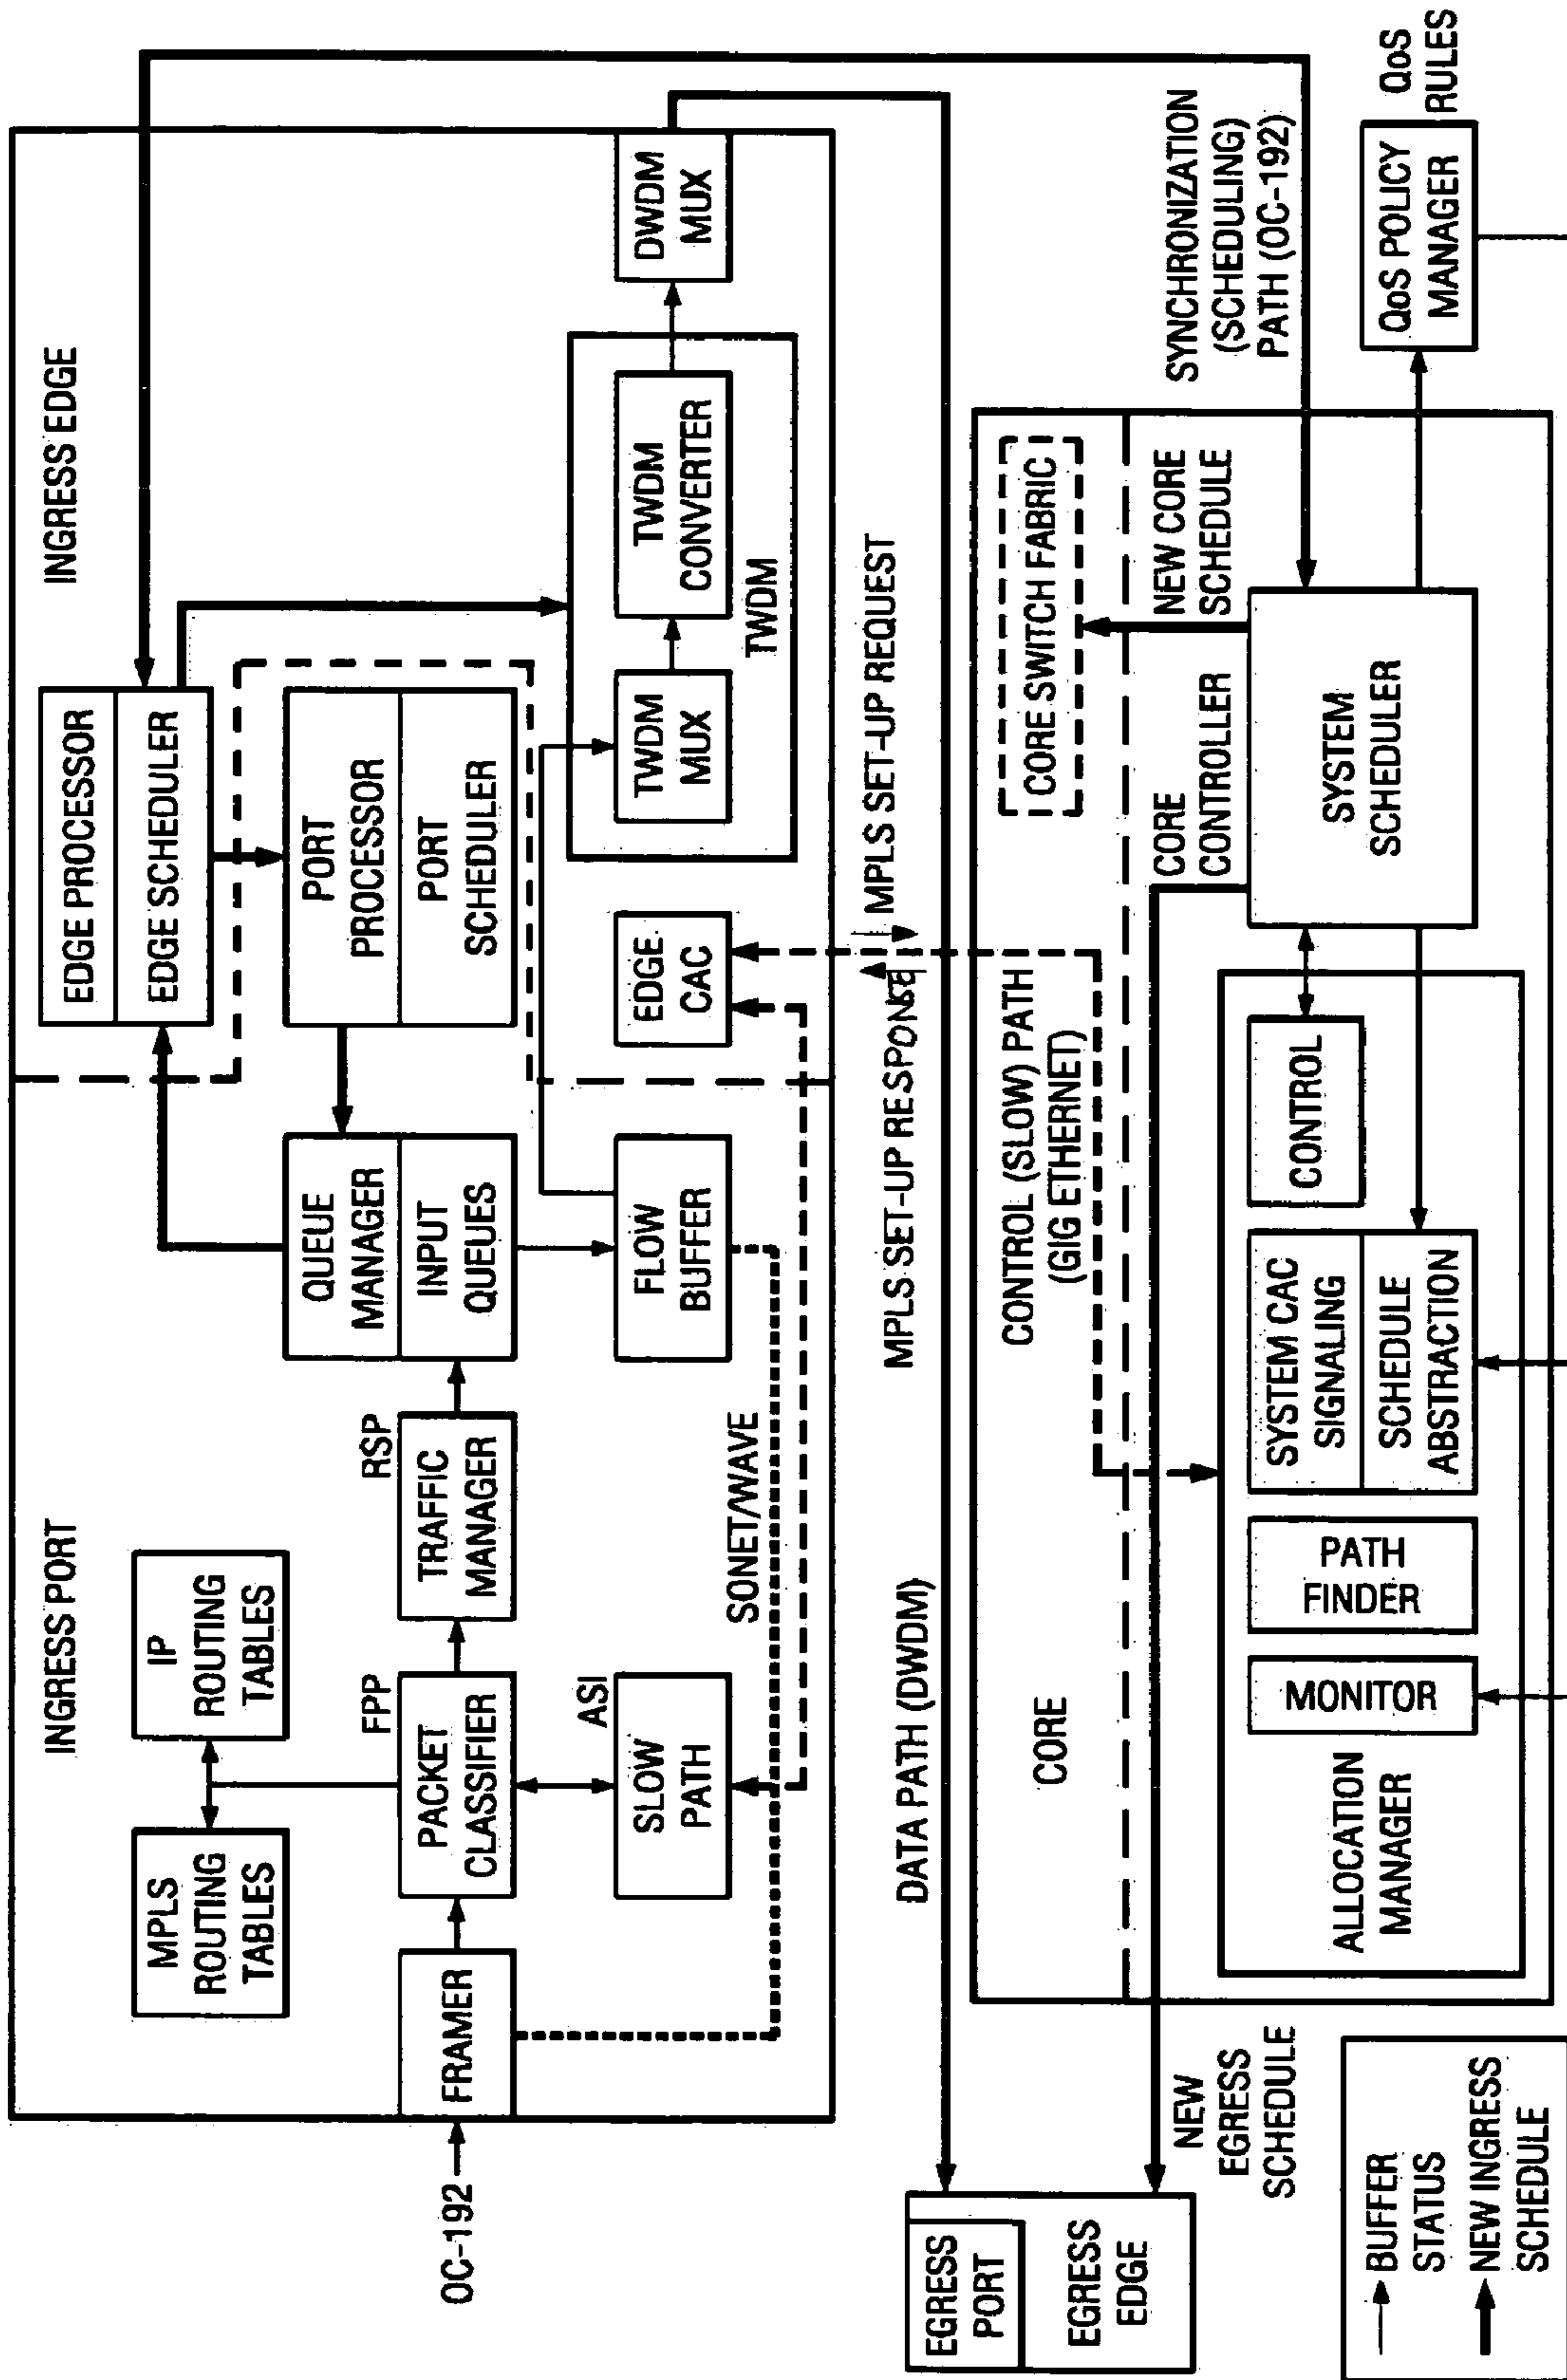 INGRESS PORT
INGRESS EDGE
MPLS
ROUTING
TABLES
IP
ROUTING
TABLES
EDGE PROCESSOR
EDGE SCHEDULER
OC-192
FRAMER
FPP
PACKET
CLASSIFIER
RSP
TRAFFIC
MANAGER
QUEUE
MANAGER
INPUT
QUEUES
PORT
PROCESSOR
PORT
SCHEDULER
ASI
SLOW
PATH
SONET/WAVE
FLOW
BUFFER
EDGE
CAC
TWDM
MUX
TWDM
CONVERTER
TWDM
DWDM
MUX
MPLS SET-UP RESPONSE
MPLS SET-UP REQUEST
DATA PATH (DWDM)
EGRESS
PORT
EGRESS
EDGE
NEW
EGRESS
SCHEDULE
CORE
CONTROL (SLOW) PATH
(GIG ETHERNET)
CORE SWITCH FABRIC
CORE
CONTROLLER
NEW CORE
SCHEDULE
SYNCHRONIZATION
(SCHEDULING)
PATH (OC-192)
ALLOCATION
MANAGER
MONITOR
PATH
FINDER
SYSTEM CAC
SIGNALING
SCHEDULE
ABSTRACTION
CONTROL
SYSTEM
SCHEDULER
QoS POLICY
MANAGER
QoS
RULES
BUFFER
STATUS
NEW INGRESS
SCHEDULE